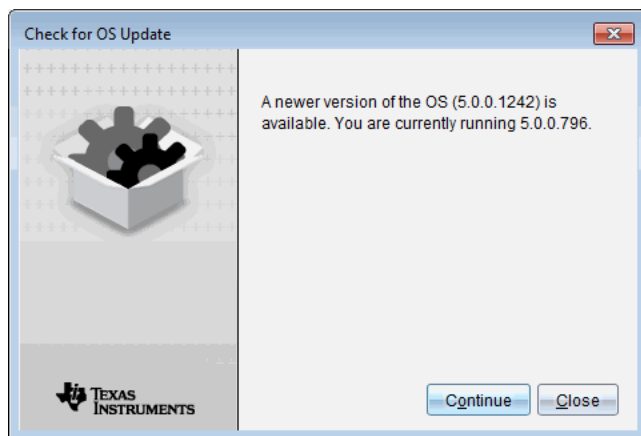 Check for OS Update
A newer version of the OS (5.0.0.1242) is
available. You are currently running 5.0.0.796.
TEXAS
INSTRUMENTS
Continue
Close